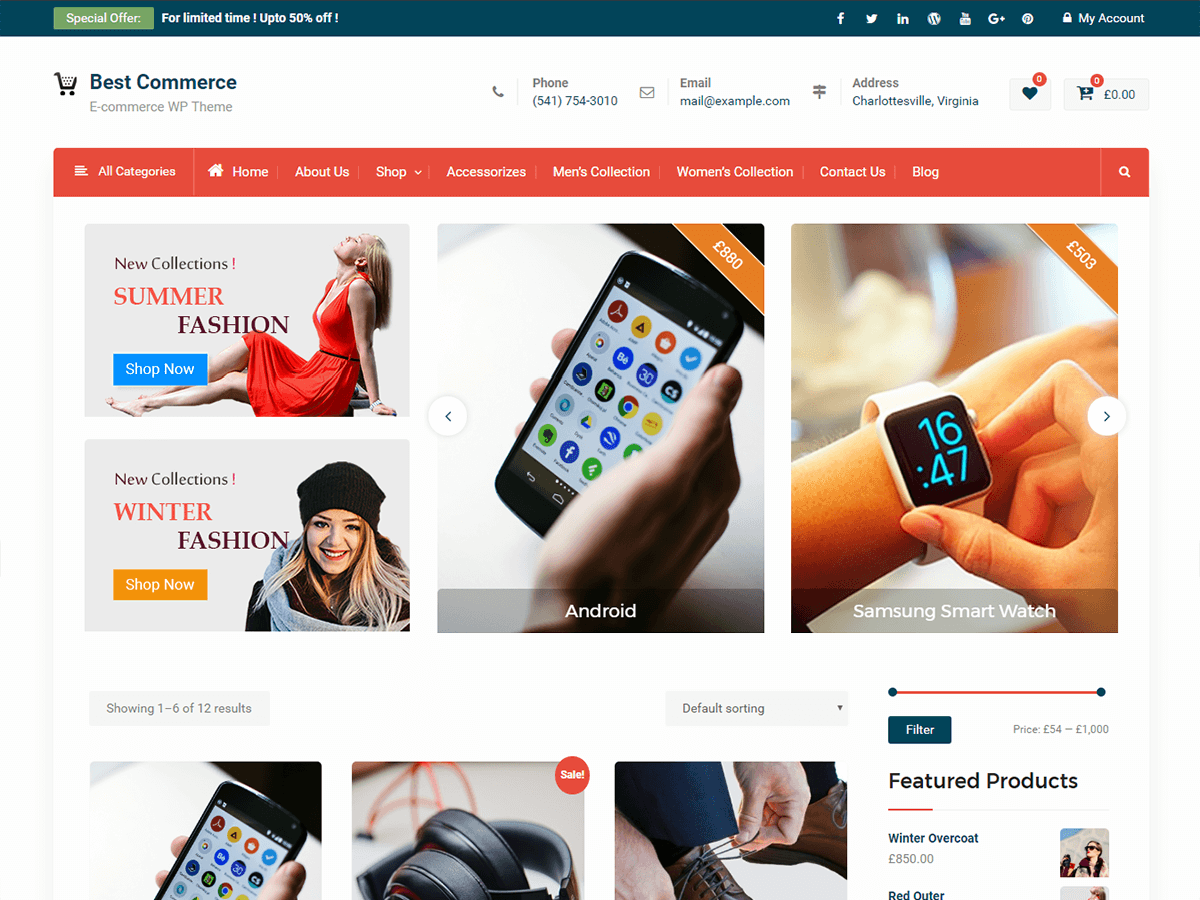 Special Offer: For limited time ! Upto 50% off !
My Account
Best Commerce
E-commerce WP Theme
Phone
(541) 754-3010
Email
mail@example.com
Address
Charlottesville, Virginia
0
0
£0.00
All Categories Home About Us Shop Accessorizes Men's Collection Women's Collection Contact Us Blog
New Collections !
SUMMER
FASHION
Shop Now
New Collections !
WINTER
FASHION
Shop Now
£880
Android
£503
16
:47
Samsung Smart Watch
Showing 1–6 of 12 results
Default sorting
Filter
Price: £54 — £1,000
Sale!
Featured Products
Winter Overcoat
£850.00
Red Outer